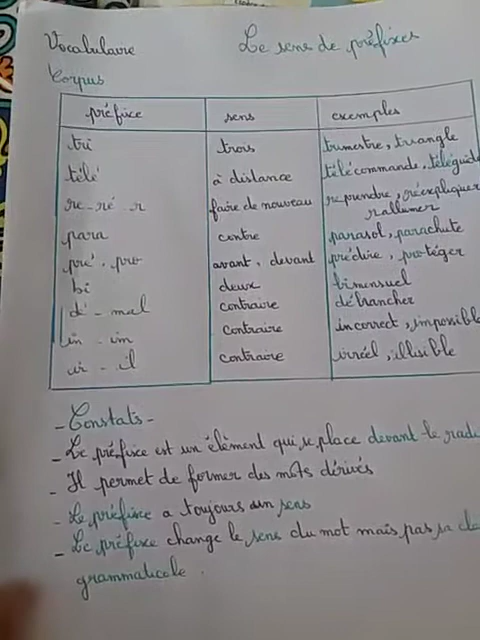 Vocabulaire Le sens de préfixes
Corpus
préfixe sens exemples
tri trois trimestre, triangle
télé à distance télécommande, téléguid
re - ré - r faire de nouveau reprendre, réexpliquer
rallumer
para contre parasol, parachute
pré, pro avant, devant prédire, protéger
bi deux bimensuel
dé - mal contraire débrancher
in - im contraire incorrect, impossible
ir - il contraire irréel, illisible
- Constats -
- Le préfixe est un élément qui se place devant le radi
- Il permet de former des mots dérivés
- Le préfixe a toujours un sens
- Le préfixe change le sens du mot mais pas sa cla
grammaticale.